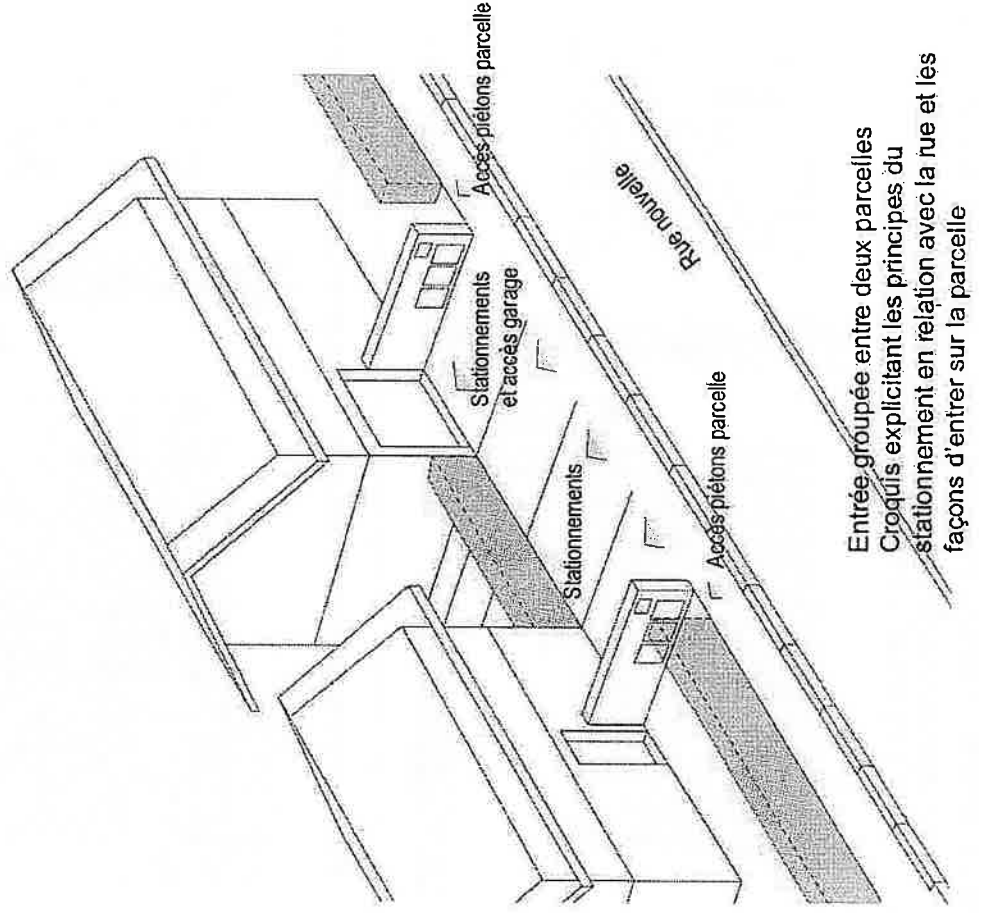 Accès piétons parcelle
Rue nouvelle
Stationnements
et accès garage
Stationnements
Accès piétons parcelle
Entrée groupée entre deux parcelles
Croquis explicitant les principes du
stationnement en relation avec la rue et les
façons d'entrer sur la parcelle